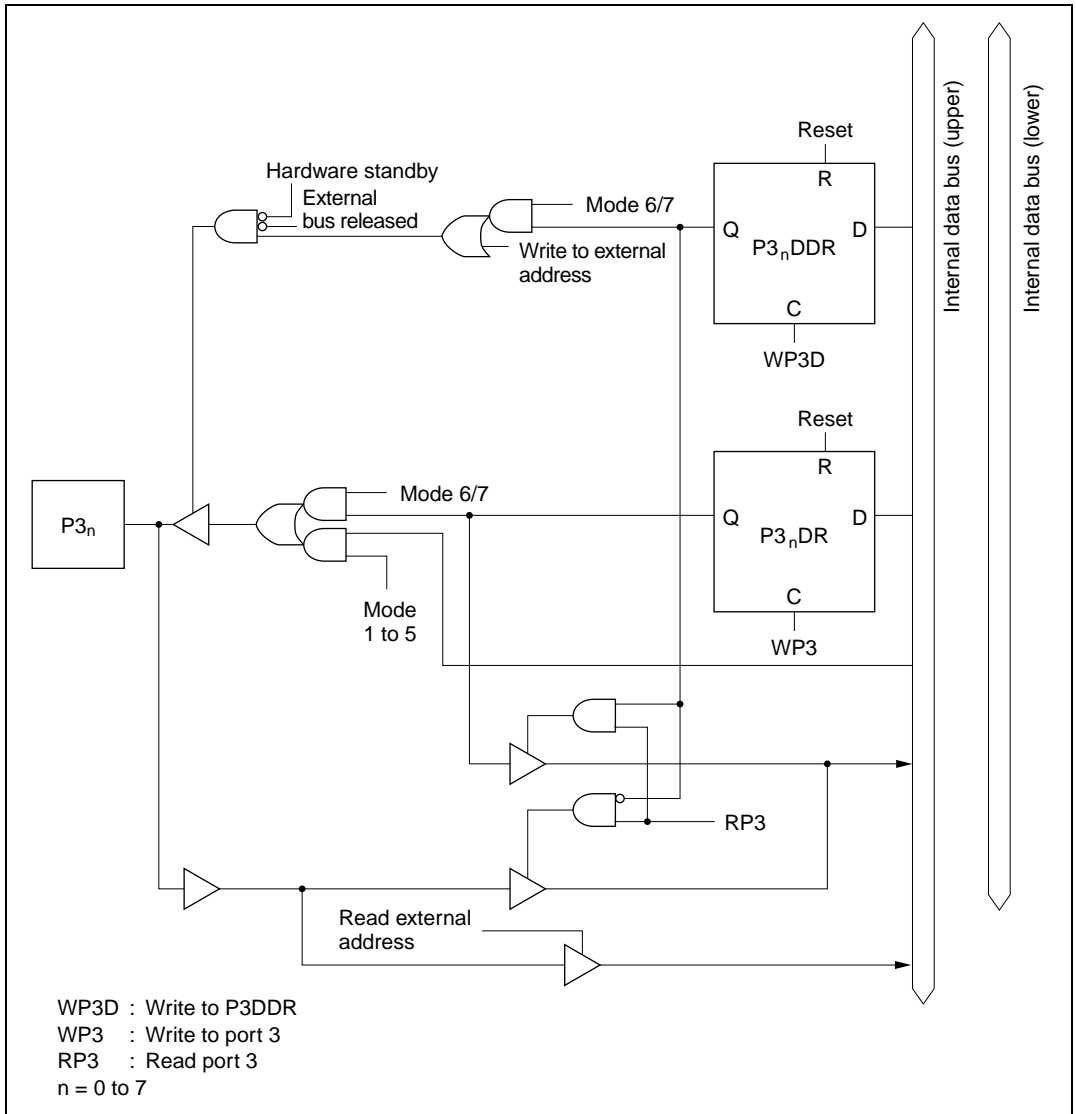 Reset
R
Q
P3nDDR
D
C
WP3D
Hardware standby
External
bus released
Mode 6/7
Write to external
address
Internal data bus (upper)
Internal data bus (lower)
Reset
R
Q
P3nDR
D
C
WP3
P3n
Mode 6/7
Mode
1 to 5
RP3
Read external
address
WP3D : Write to P3DDR
WP3 : Write to port 3
RP3 : Read port 3
n = 0 to 7